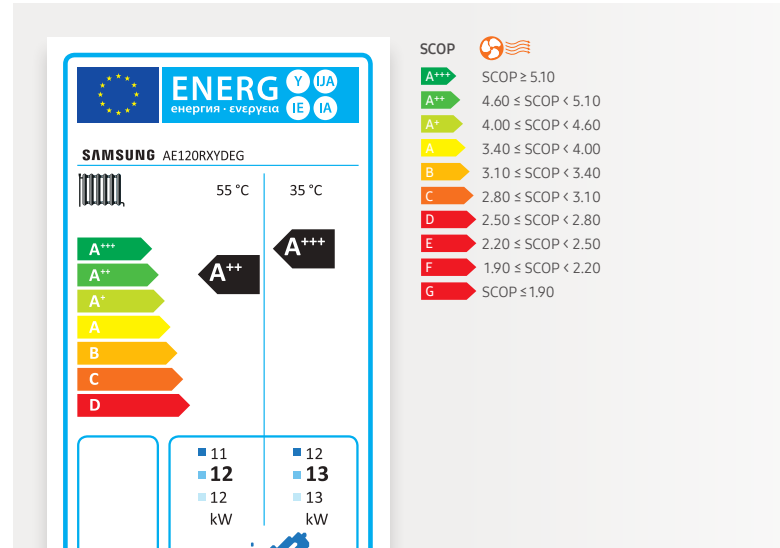 ENERG
Y IJA
IE IA
енергия · ενεργεια
SAMSUNG AE120RXYDEG
55 °C 35 °C
A+++
A++
A+++
A++
A+
A
B
C
D
11 12
12 13
12 13
kW kW
SCOP
A+++ SCOP ≥ 5.10
A++ 4.60 ≤ SCOP < 5.10
A+ 4.00 ≤ SCOP < 4.60
A 3.40 ≤ SCOP < 4.00
B 3.10 ≤ SCOP < 3.40
C 2.80 ≤ SCOP < 3.10
D 2.50 ≤ SCOP < 2.80
E 2.20 ≤ SCOP < 2.50
F 1.90 ≤ SCOP < 2.20
G SCOP ≤ 1.90